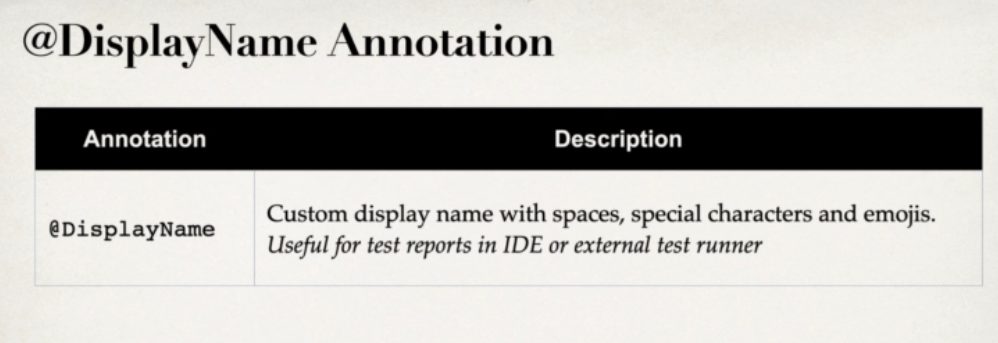 @DisplayName Annotation
Annotation Description
@DisplayName
Custom display name with spaces, special characters and emojis.
Useful for test reports in IDE or external test runner